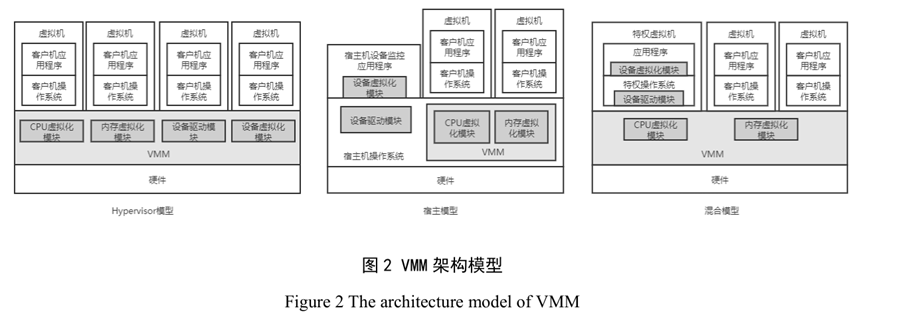 虚拟机
客户机应
用程序
客户机操
作系统
虚拟机
客户机应
用程序
客户机操
作系统
虚拟机
客户机应
用程序
客户机操
作系统
虚拟机
客户机应
用程序
客户机操
作系统
CPU虚拟化
模块
内存虚拟化
模块
设备驱动模
块
设备虚拟化
模块
VMM
硬件
Hypervisor模型
宿主机设备监控
应用程序
设备虚拟化
模块
虚拟机
客户机应
用程序
客户机操
作系统
虚拟机
客户机应
用程序
客户机操
作系统
设备驱动模块
宿主机操作系统
CPU虚拟
化模块
内存虚拟
化模块
VMM
硬件
宿主模型
特权虚拟机
应用程序
设备虚拟化模块
特权操作系统
设备驱动模块
虚拟机
客户机应
用程序
客户机操
作系统
虚拟机
客户机应
用程序
客户机操
作系统
CPU虚拟化
模块
内存虚拟化
模块
VMM
硬件
混合模型
图 2 VMM 架构模型
Figure 2 The architecture model of VMM